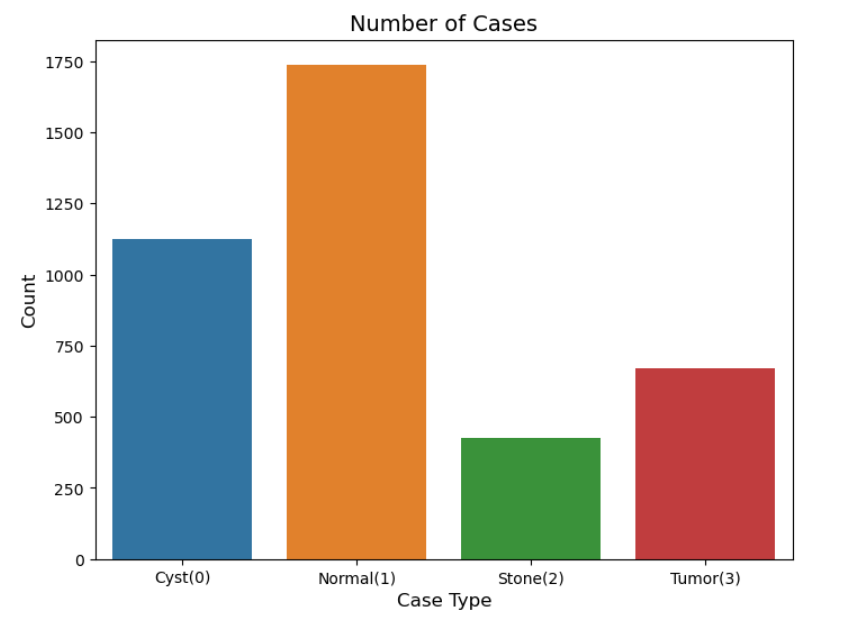 Number of Cases
1750
1500
1250
1000
750
500
250
0
Count
Cyst(0) Normal(1) Stone(2) Tumor(3)
Case Type